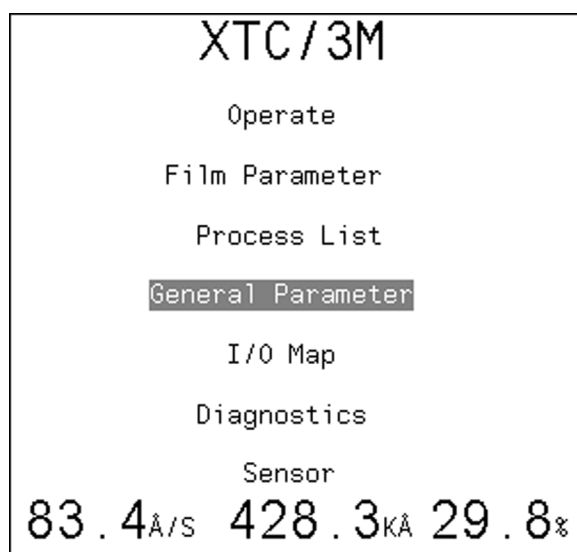 XTC/3M
Operate
Film Parameter
Process List
General Parameter
I/O Map
Diagnostics
Sensor
83.4Å/S 428.3KÅ 29.8%